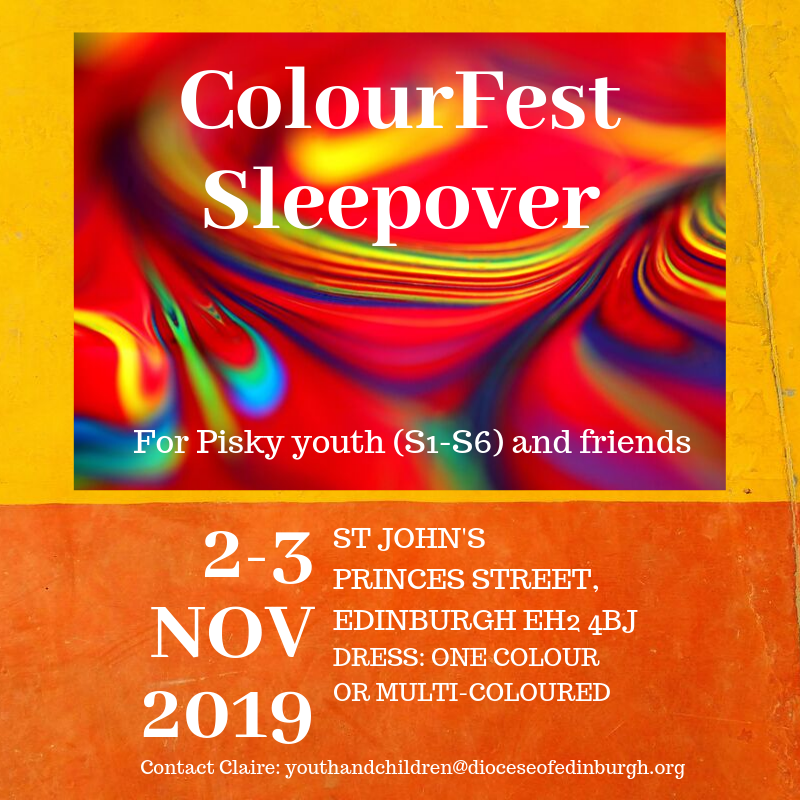 ColourFest
Sleepover
For Pisky youth (S1-S6) and friends
2-3
NOV
2019
ST JOHN'S
PRINCES STREET,
EDINBURGH EH2 4BJ
DRESS: ONE COLOUR
OR MULTI-COLOURED
Contact Claire: youthandchildren@dioceseofedinburgh.org